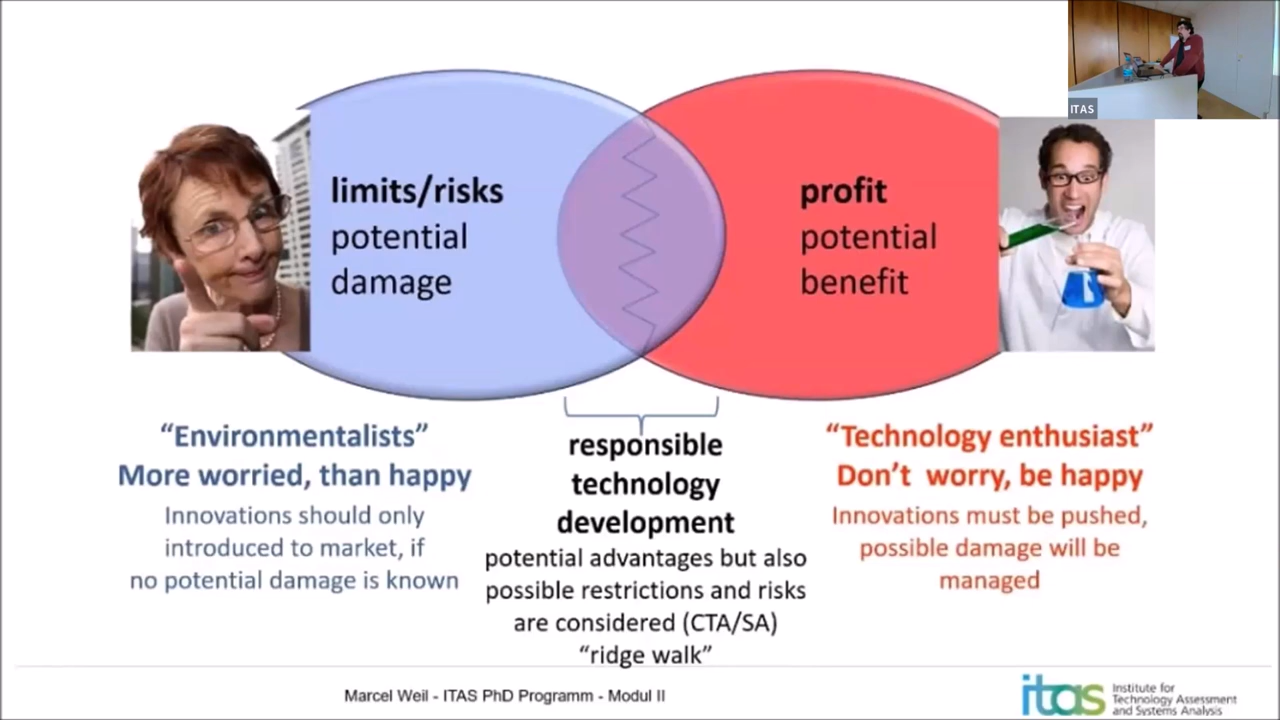 ITAS
limits/risks
potential
damage
profit
potential
benefit
“Environmentalists”
More worried, than happy
Innovations should only
introduced to market, if
no potential damage is known
responsible
technology
development
potential advantages but also
possible restrictions and risks
are considered (CTA/SA)
“ridge walk”
“Technology enthusiast”
Don’t worry, be happy
Innovations must be pushed,
possible damage will be
managed
Marcel Weil - ITAS PhD Programm - Modul II
itas
Institute for
Technology Assessment
and Systems Analysis